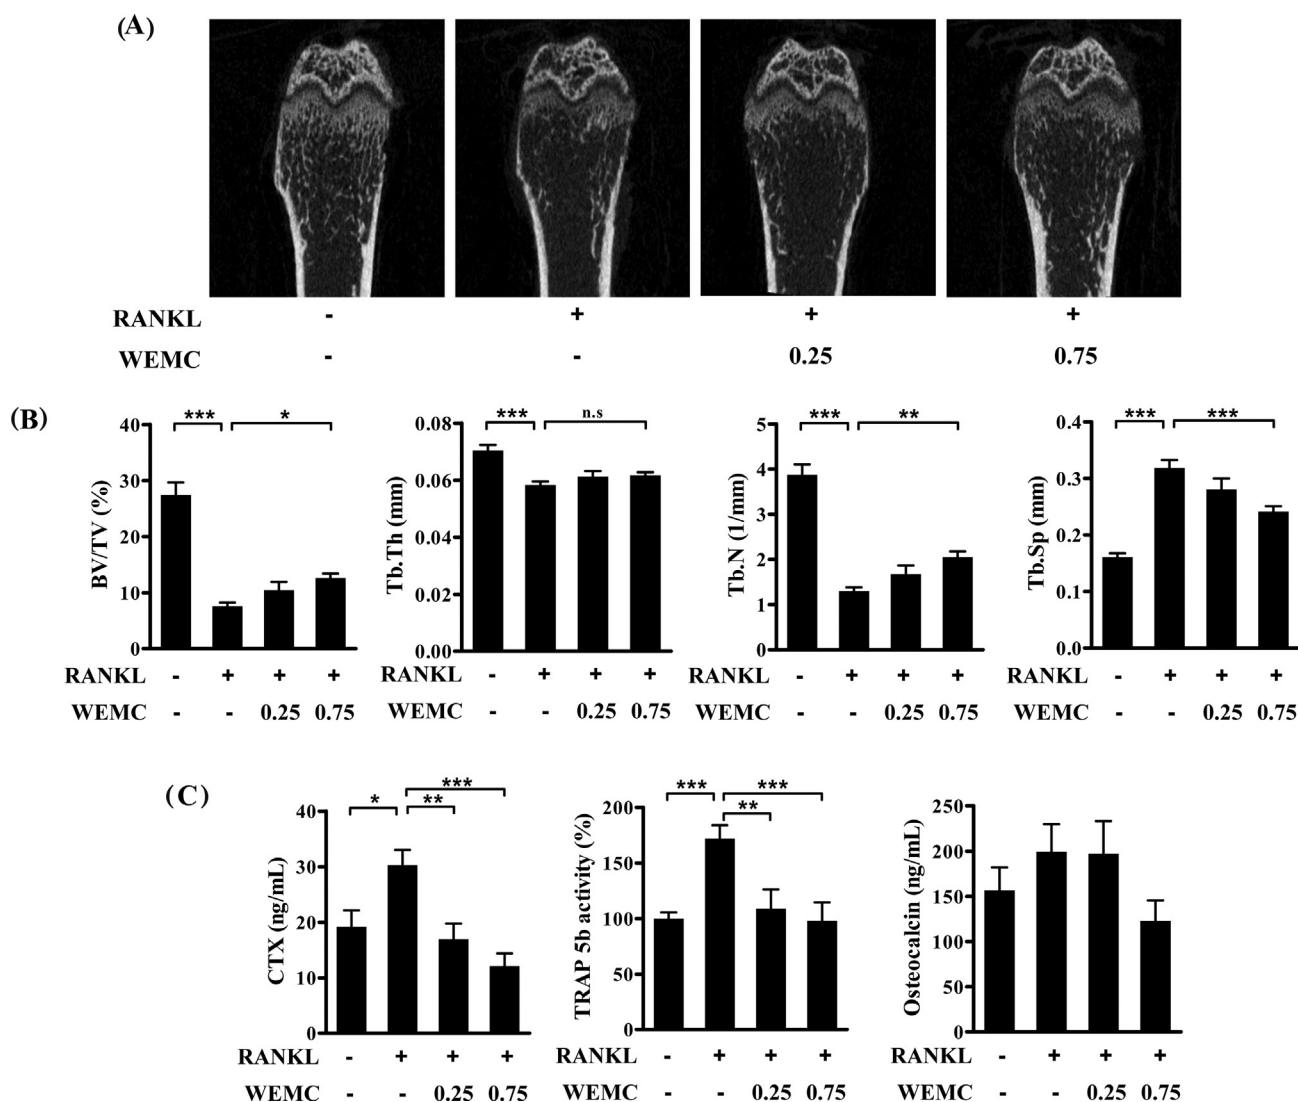 (A)
RANKL - + + +
WEMC - - 0.25 0.75
(B)
*** *
BV/TV (%)
40
30
20
10
0
RANKL - + + +
WEMC - - 0.25 0.75
*** n.s
Tb.Th (mm)
0.08
0.06
0.04
0.02
0.00
RANKL - + + +
WEMC - - 0.25 0.75
*** **
Tb.N (1/mm)
5
4
3
2
1
0
RANKL - + + +
WEMC - - 0.25 0.75
*** ***
Tb.Sp (mm)
0.4
0.3
0.2
0.1
0.0
RANKL - + + +
WEMC - - 0.25 0.75
(C)
***
* **
CTX (ng/mL)
40
30
20
10
0
RANKL - + + +
WEMC - - 0.25 0.75
*** ***
**
TRAP 5b activity (%)
200
150
100
50
0
RANKL - + + +
WEMC - - 0.25 0.75
Osteocalcin (ng/mL)
250
200
150
100
50
0
RANKL - + + +
WEMC - - 0.25 0.75